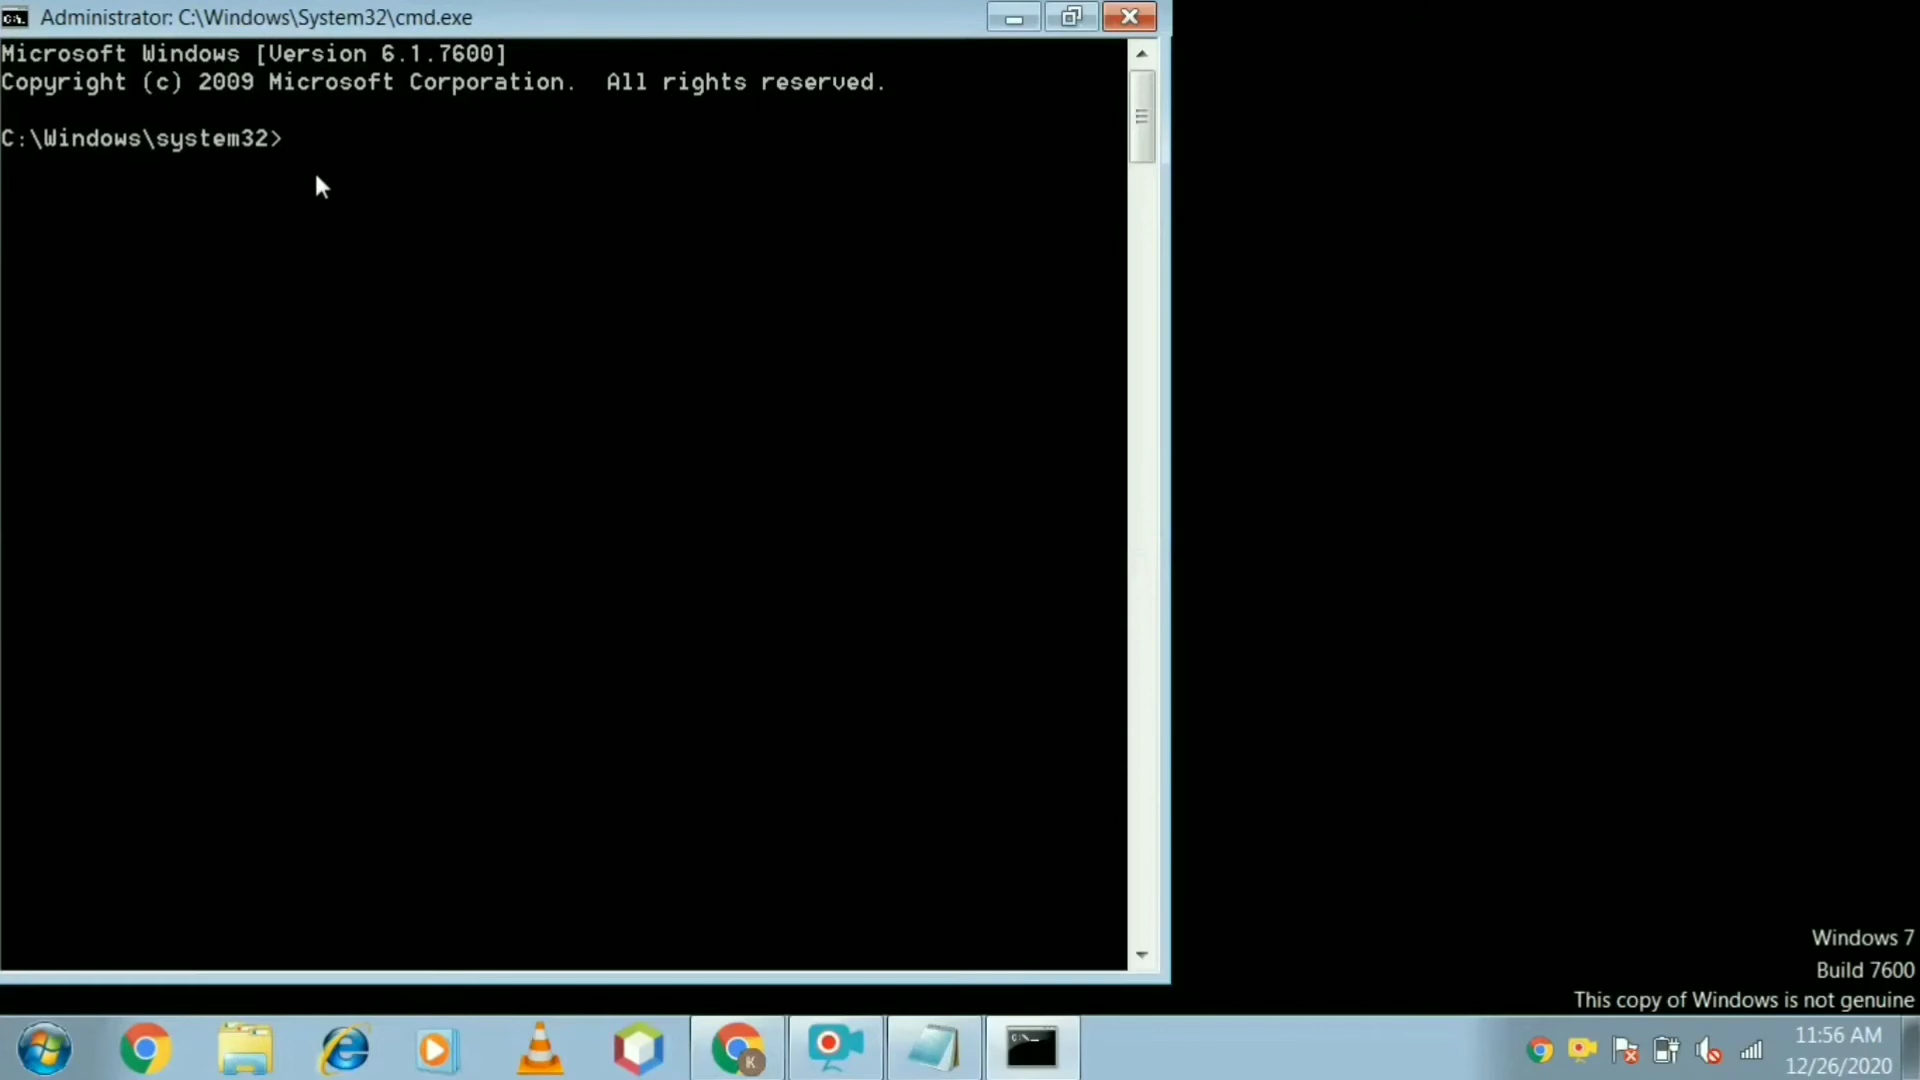 Administrator: C:\Windows\System32\cmd.exe
Microsoft Windows [Version 6.1.7600]
Copyright (c) 2009 Microsoft Corporation.  All rights reserved.
C:\Windows\system32>
Windows 7
Build 7600
This copy of Windows is not genuine
K
11:56 AM
12/26/2020